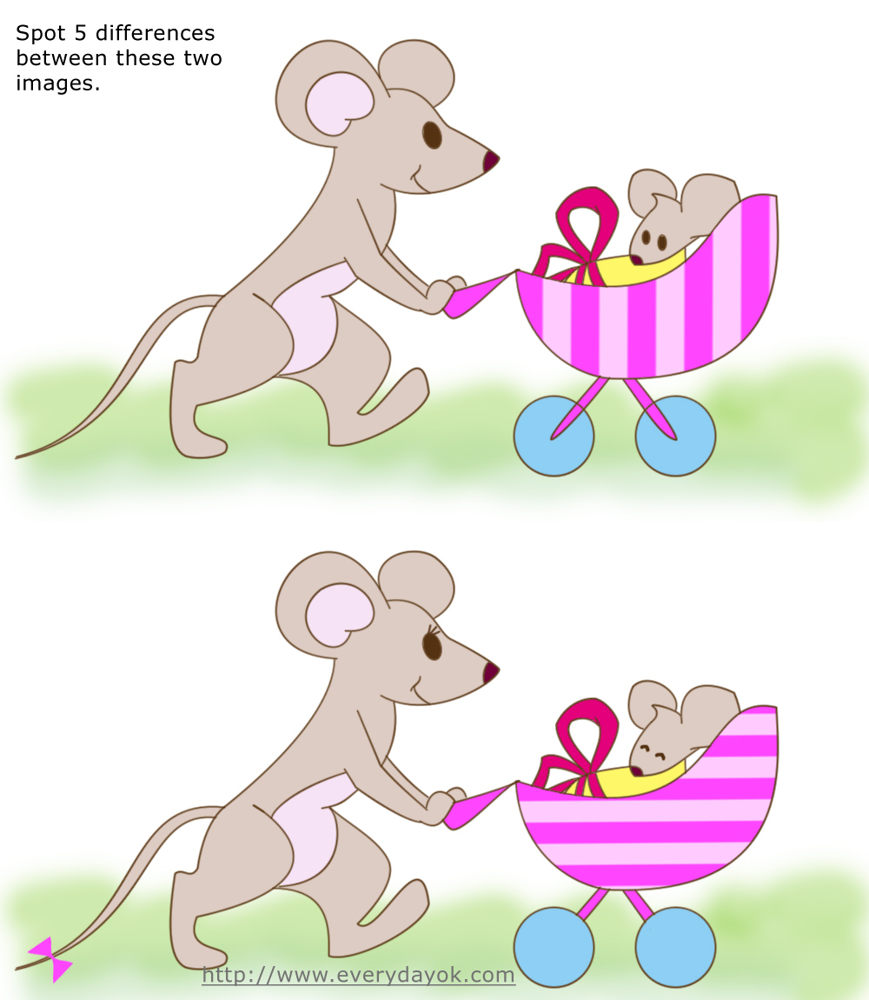 Spot 5 differences
between these two
images.
http://www.everydayok.com